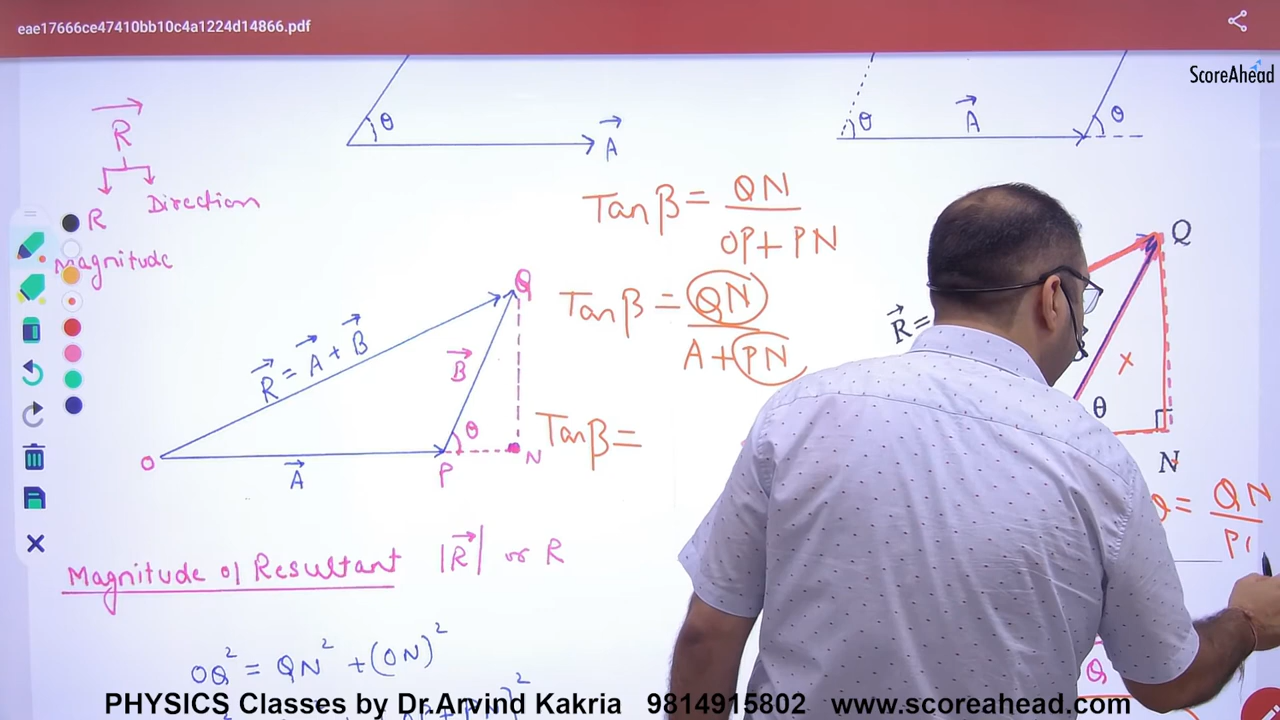 eae17666ce47410bb10c4a1224d14866.pdf
ScoreAhead
R⃗
R
Direction
Magnitude
θ
A⃗
θ
A⃗
θ
Tan β = QN / OP + PN
Tan β = QN / A + PN
Tan β =
R⃗ = A⃗ + B⃗
B⃗
Q
θ
O
A⃗
P
N
R⃗ =
Q
x
θ
N
θ = QN
Magnitude of Resultant |R⃗| or R
OQ² = QN² + (ON)²
Q
PHYSICS Classes by Dr.Arvind Kakria 9814915802 www.scoreahead.com